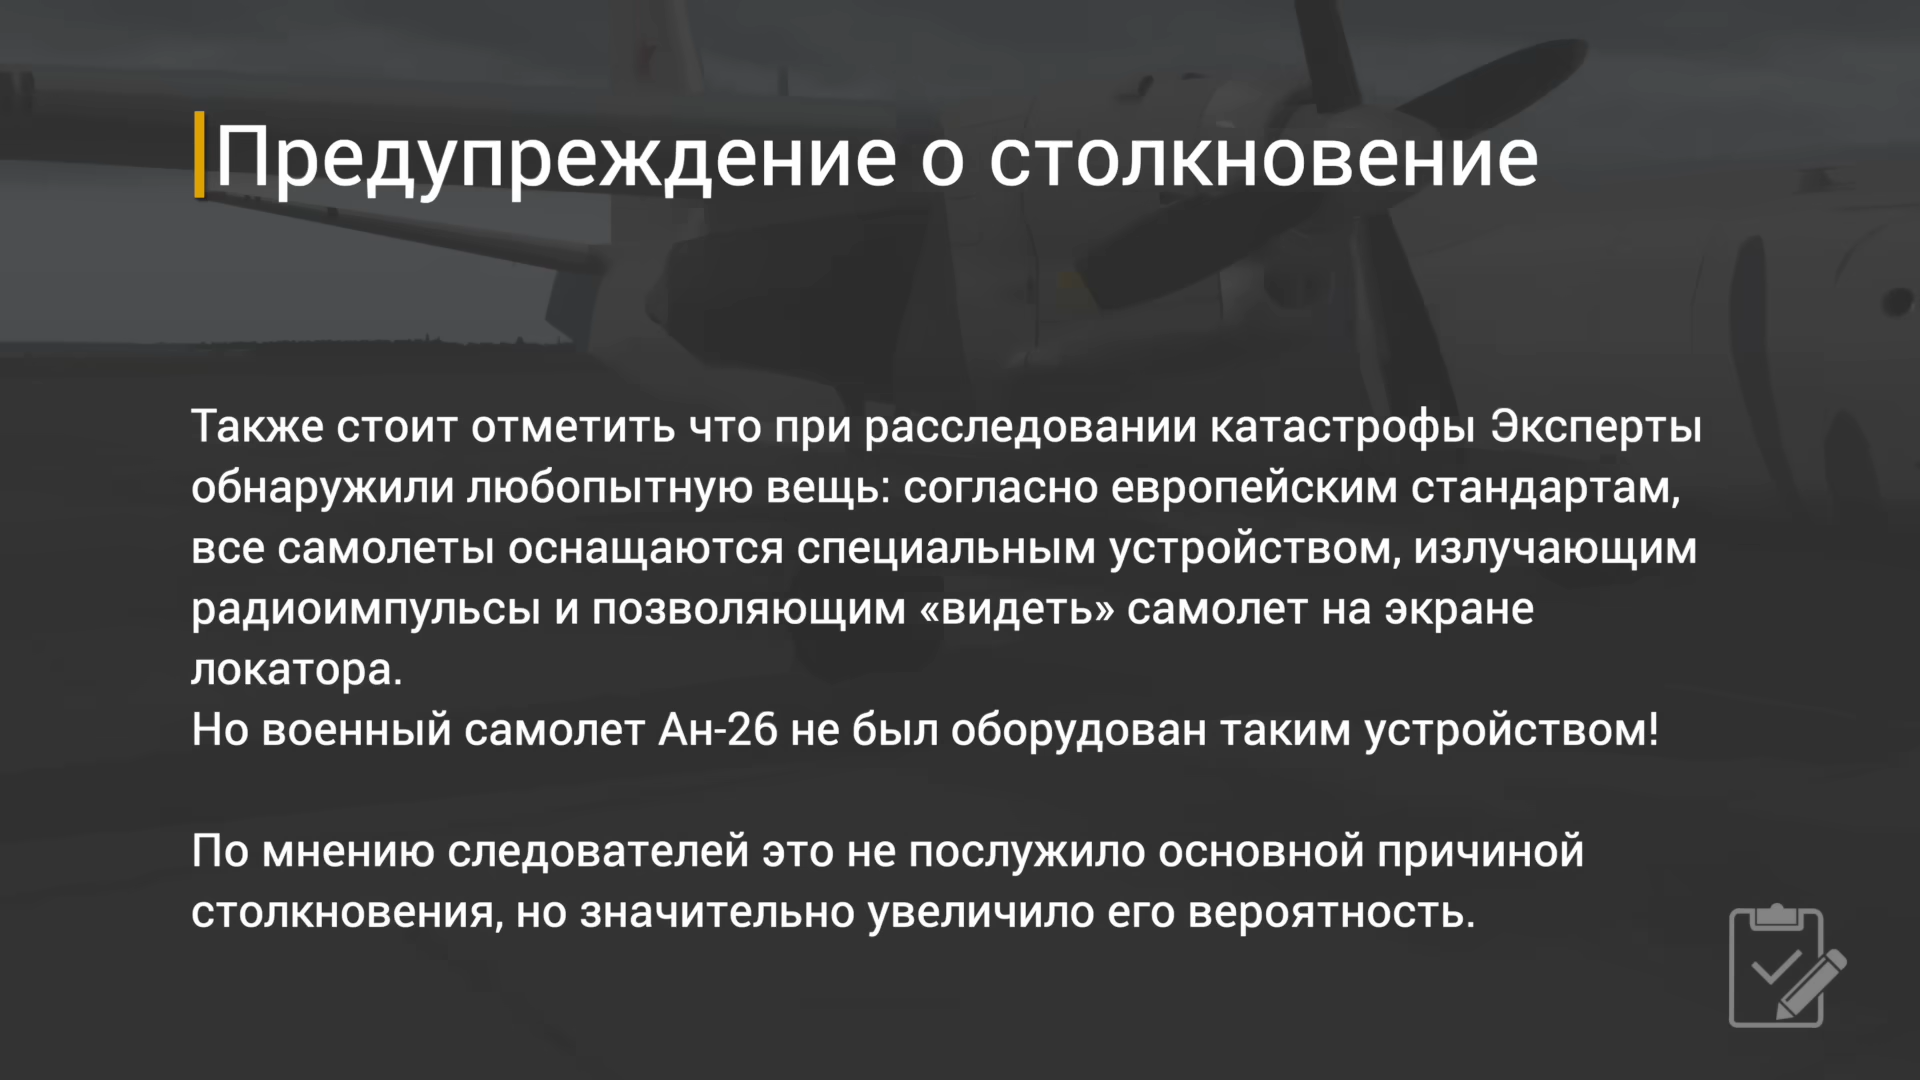 Предупреждение о столкновение
Также стоит отметить что при расследовании катастрофы Эксперты
обнаружили любопытную вещь: согласно европейским стандартам,
все самолеты оснащаются специальным устройством, излучающим
радиоимпульсы и позволяющим «видеть» самолет на экране
локатора.
Но военный самолет Ан-26 не был оборудован таким устройством!
По мнению следователей это не послужило основной причиной
столкновения, но значительно увеличило его вероятность.